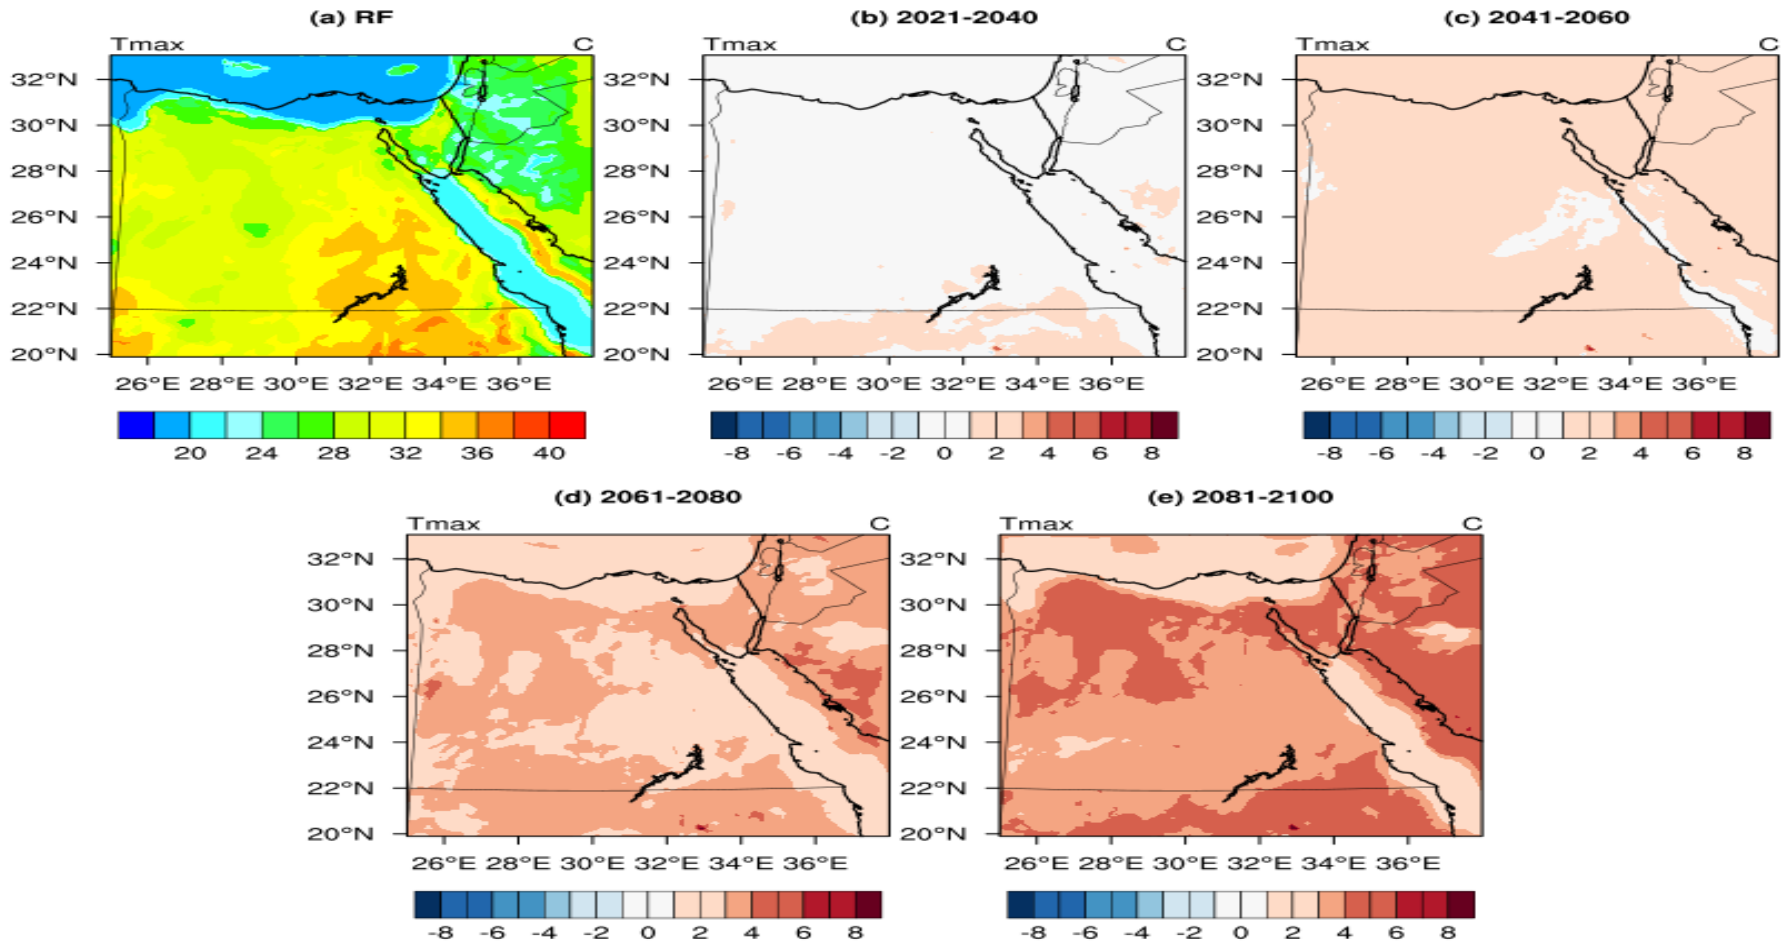 (a) RF
(b) 2021-2040
(c) 2041-2060
Tmax C
Tmax C
Tmax C
32°N
30°N
28°N
26°N
24°N
22°N
20°N
32°N
30°N
28°N
26°N
24°N
22°N
20°N
32°N
30°N
28°N
26°N
24°N
22°N
20°N
26°E 28°E 30°E 32°E 34°E 36°E
26°E 28°E 30°E 32°E 34°E 36°E
26°E 28°E 30°E 32°E 34°E 36°E
20 24 28 32 36 40
-8 -6 -4 -2 0 2 4 6 8
-8 -6 -4 -2 0 2 4 6 8
(d) 2061-2080
(e) 2081-2100
Tmax C
Tmax C
32°N
30°N
28°N
26°N
24°N
22°N
20°N
32°N
30°N
28°N
26°N
24°N
22°N
20°N
26°E 28°E 30°E 32°E 34°E 36°E
26°E 28°E 30°E 32°E 34°E 36°E
-8 -6 -4 -2 0 2 4 6 8
-8 -6 -4 -2 0 2 4 6 8